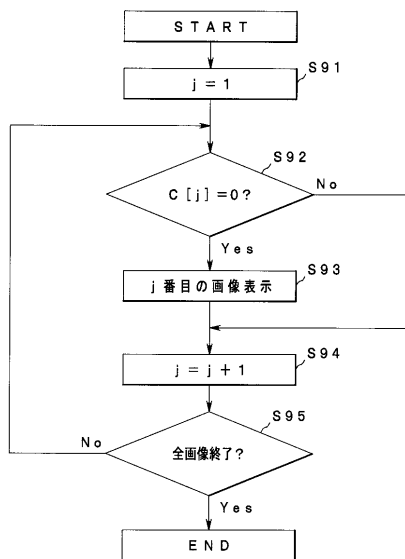 START
S91
j=1
S92
C[j]=0?
No
Yes
S93
j番目の画像表示
S94
j=j+1
S95
No
全画像終了?
Yes
END